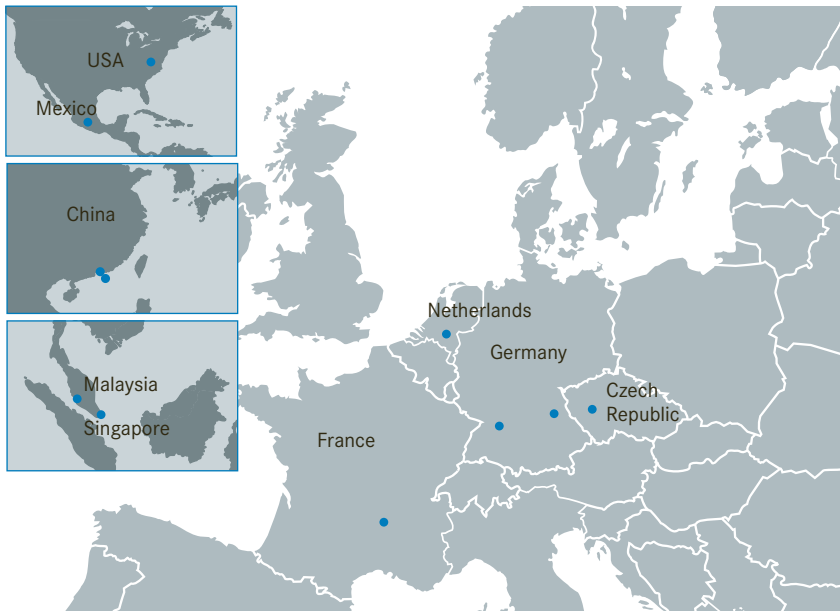 USA
Mexico
China
Malaysia
Singapore
Netherlands
Germany
Czech
Republic
France